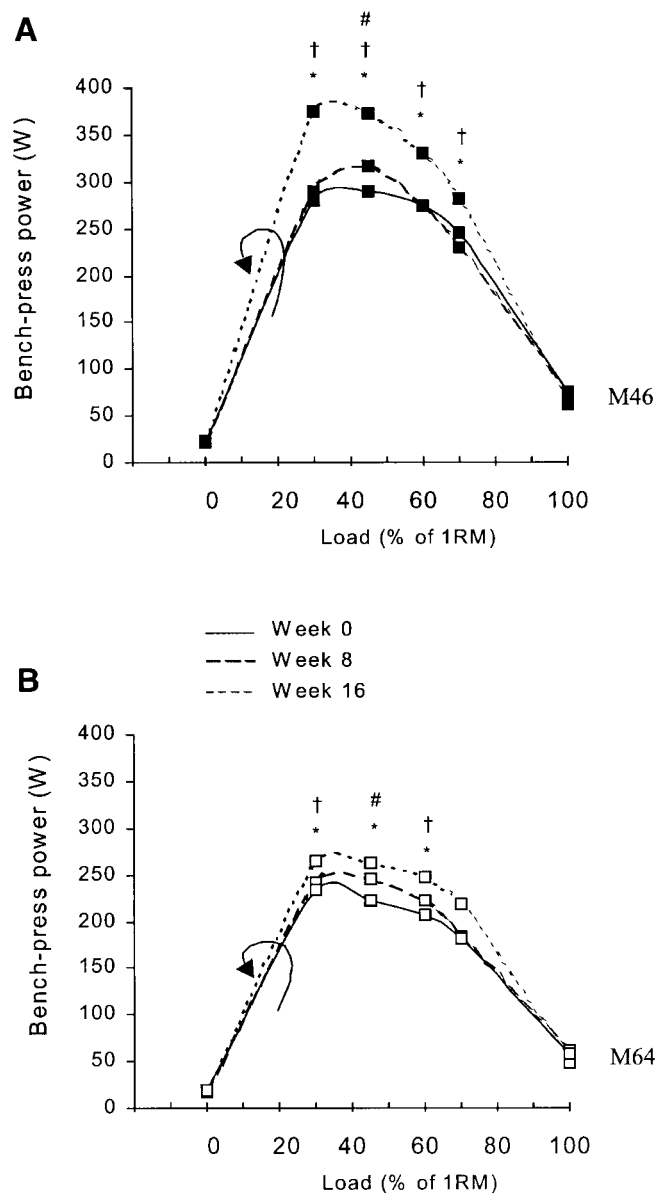 A
#
† † † †
* * * *
400
350
300
250
200
150
100
50
0
Bench-press power (W)
M46
0 20 40 60 80 100
Load (% of 1RM)
Week 0
Week 8
Week 16
B
† # †
* * *
400
350
300
250
200
150
100
50
0
Bench-press power (W)
M64
0 20 40 60 80 100
Load (% of 1RM)